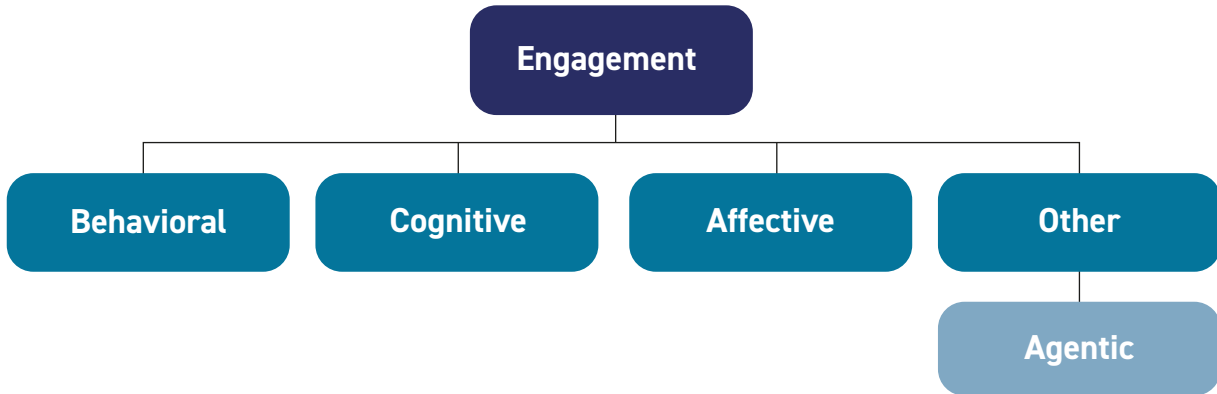 Engagement
Behavioral
Cognitive
Affective
Other
Agentic